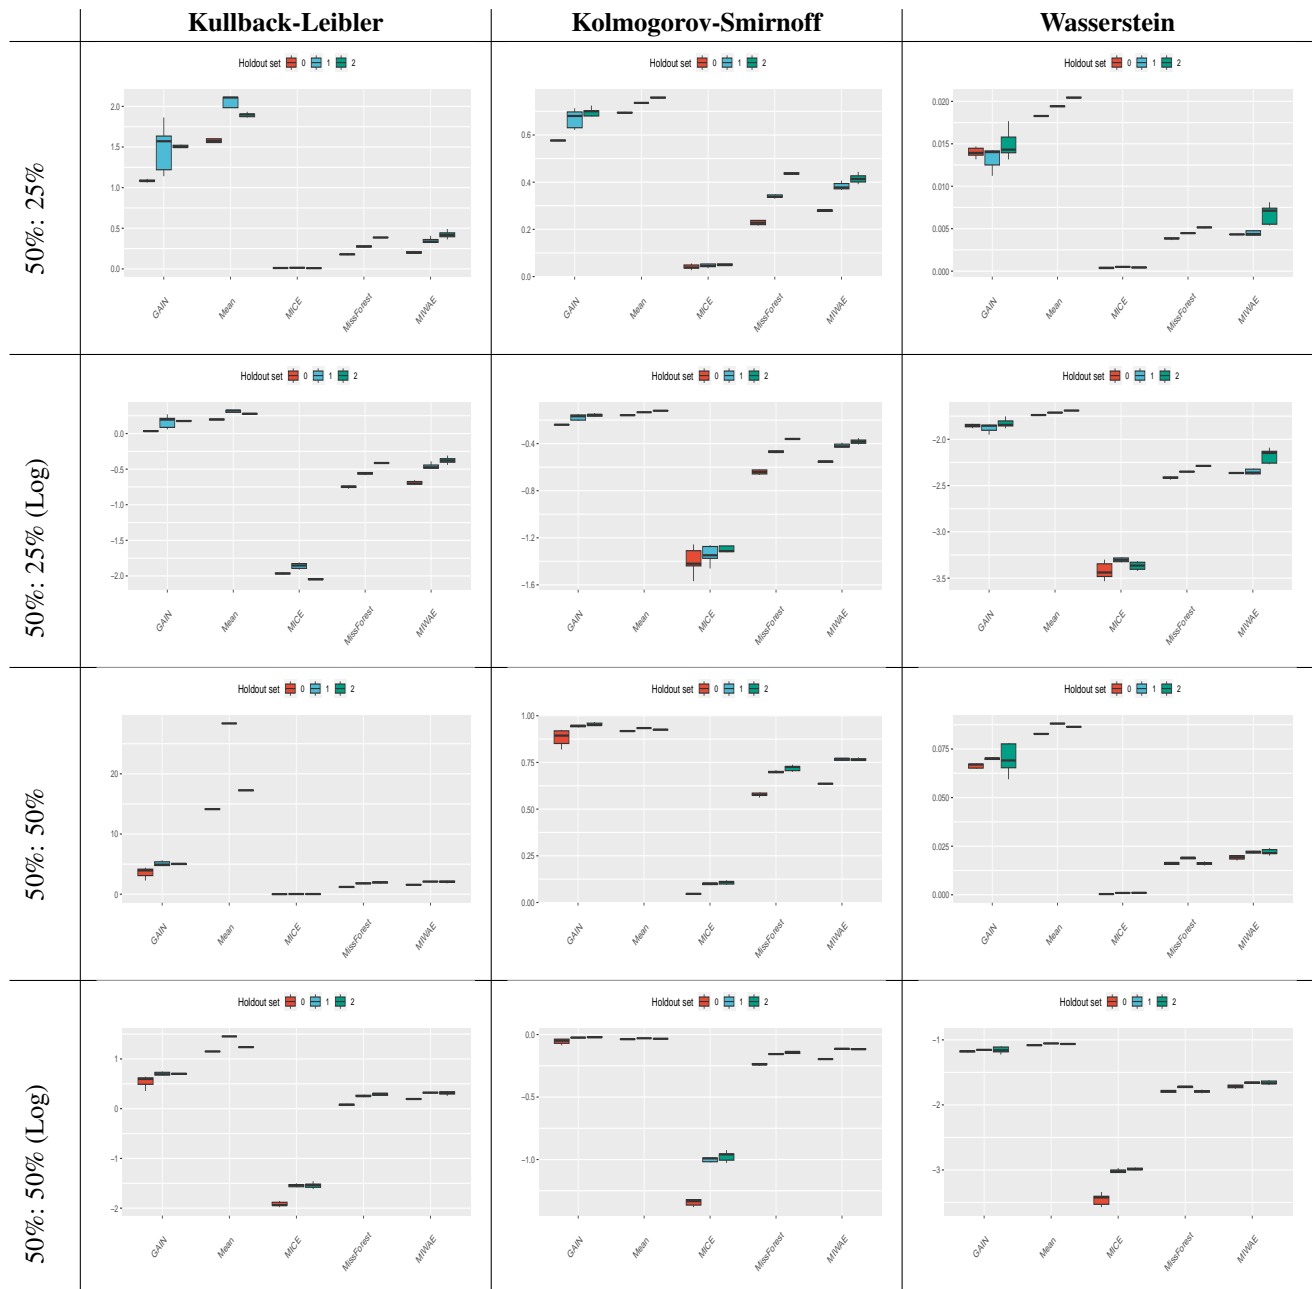 Kullback-Leibler Kolmogorov-Smirnoff Wasserstein
50%: 25%
Holdout set 0 1 2
2.0
1.5
1.0
0.5
0.0
GAIN Mean MICE MissForest MIWAE
Holdout set 0 1 2
0.6
0.4
0.2
0.0
GAIN Mean MICE MissForest MIWAE
Holdout set 0 1 2
0.020
0.015
0.010
0.005
0.000
GAIN Mean MICE MissForest MIWAE
50%: 25% (Log)
Holdout set 0 1 2
0.0
−0.5
−1.0
−1.5
−2.0
GAIN Mean MICE MissForest MIWAE
Holdout set 0 1 2
−0.4
−0.8
−1.2
−1.6
GAIN Mean MICE MissForest MIWAE
Holdout set 0 1 2
−2.0
−2.5
−3.0
−3.5
GAIN Mean MICE MissForest MIWAE
50%: 50%
Holdout set 0 1 2
20
10
0
GAIN Mean MICE MissForest MIWAE
Holdout set 0 1 2
1.00
0.75
0.50
0.25
0.00
GAIN Mean MICE MissForest MIWAE
Holdout set 0 1 2
0.075
0.050
0.025
0.000
GAIN Mean MICE MissForest MIWAE
50%: 50% (Log)
Holdout set 0 1 2
1
0
−1
−2
GAIN Mean MICE MissForest MIWAE
Holdout set 0 1 2
0.0
−0.5
−1.0
GAIN Mean MICE MissForest MIWAE
Holdout set 0 1 2
−1
−2
−3
GAIN Mean MICE MissForest MIWAE